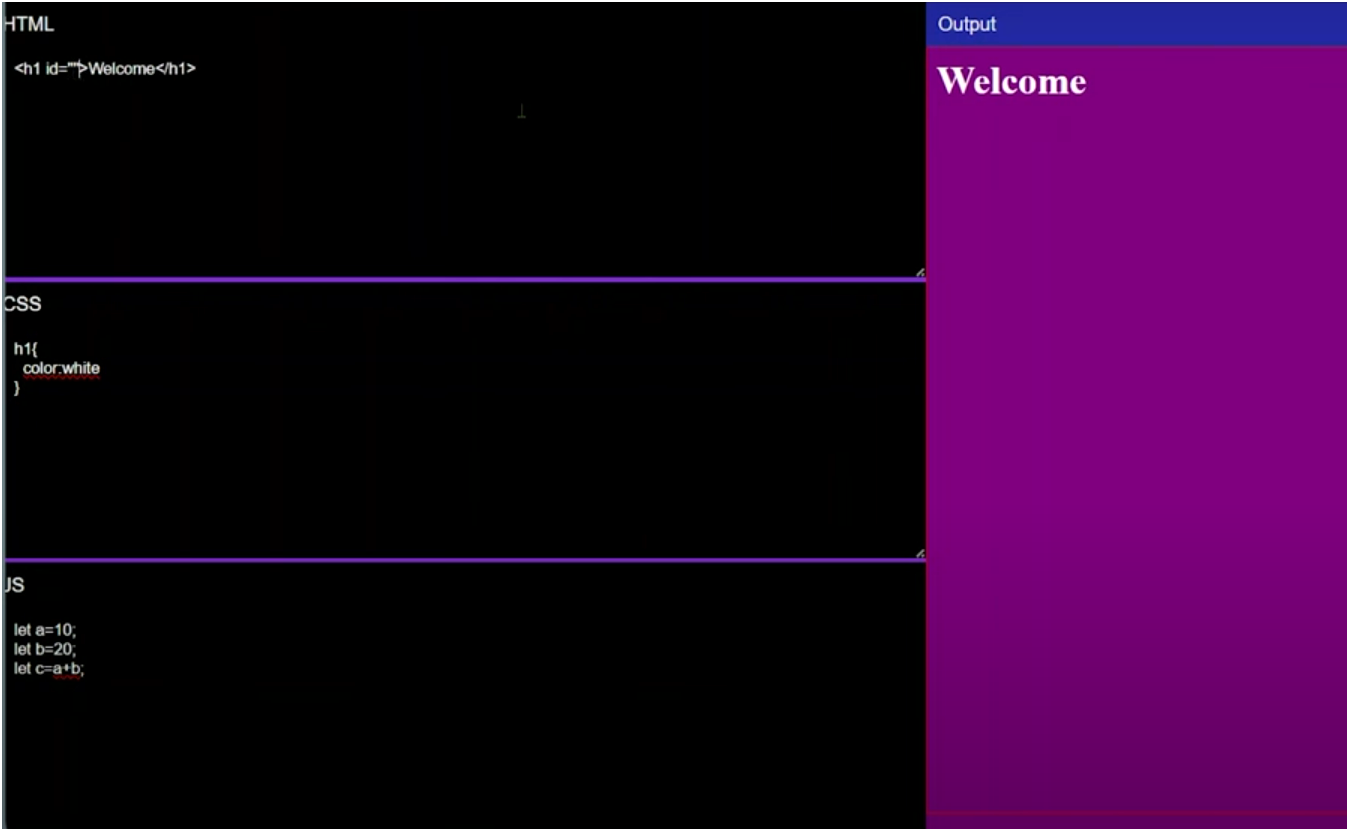 HTML
<h1 id="">Welcome</h1>
CSS
h1{
color:white
}
JS
let a=10;
let b=20;
let c=a+b;
Output
Welcome